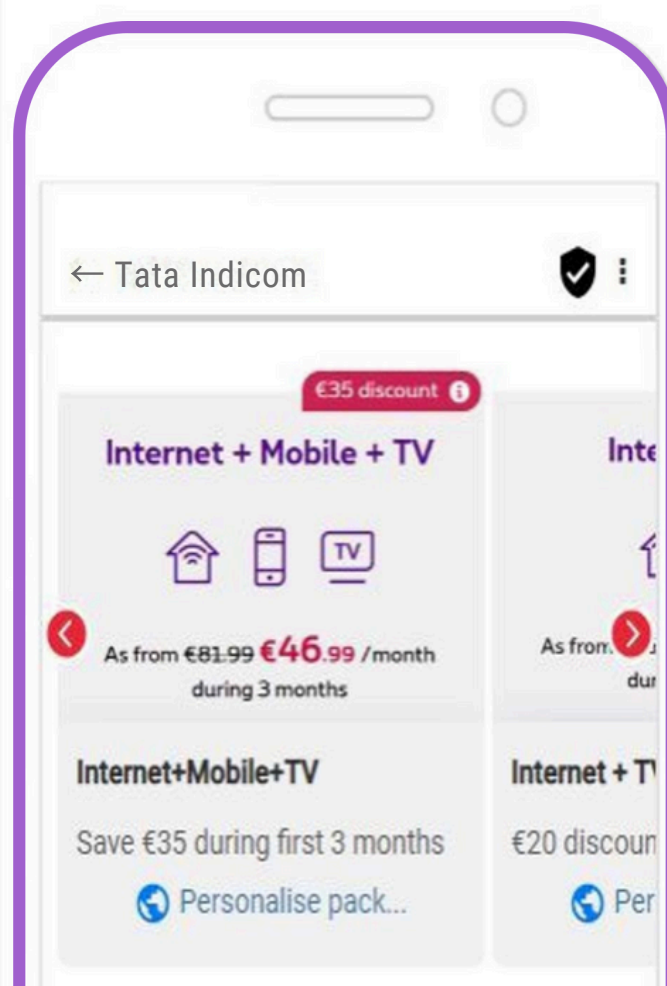 ← Tata Indicom
€35 discount i
Internet + Mobile + TV
TV
As from €81.99 €46.99 /month
during 3 months
Internet+Mobile+TV
Save €35 during first 3 months
Personalise pack...
Inte
As from
dur
Internet + TV
€20 discoun
Per